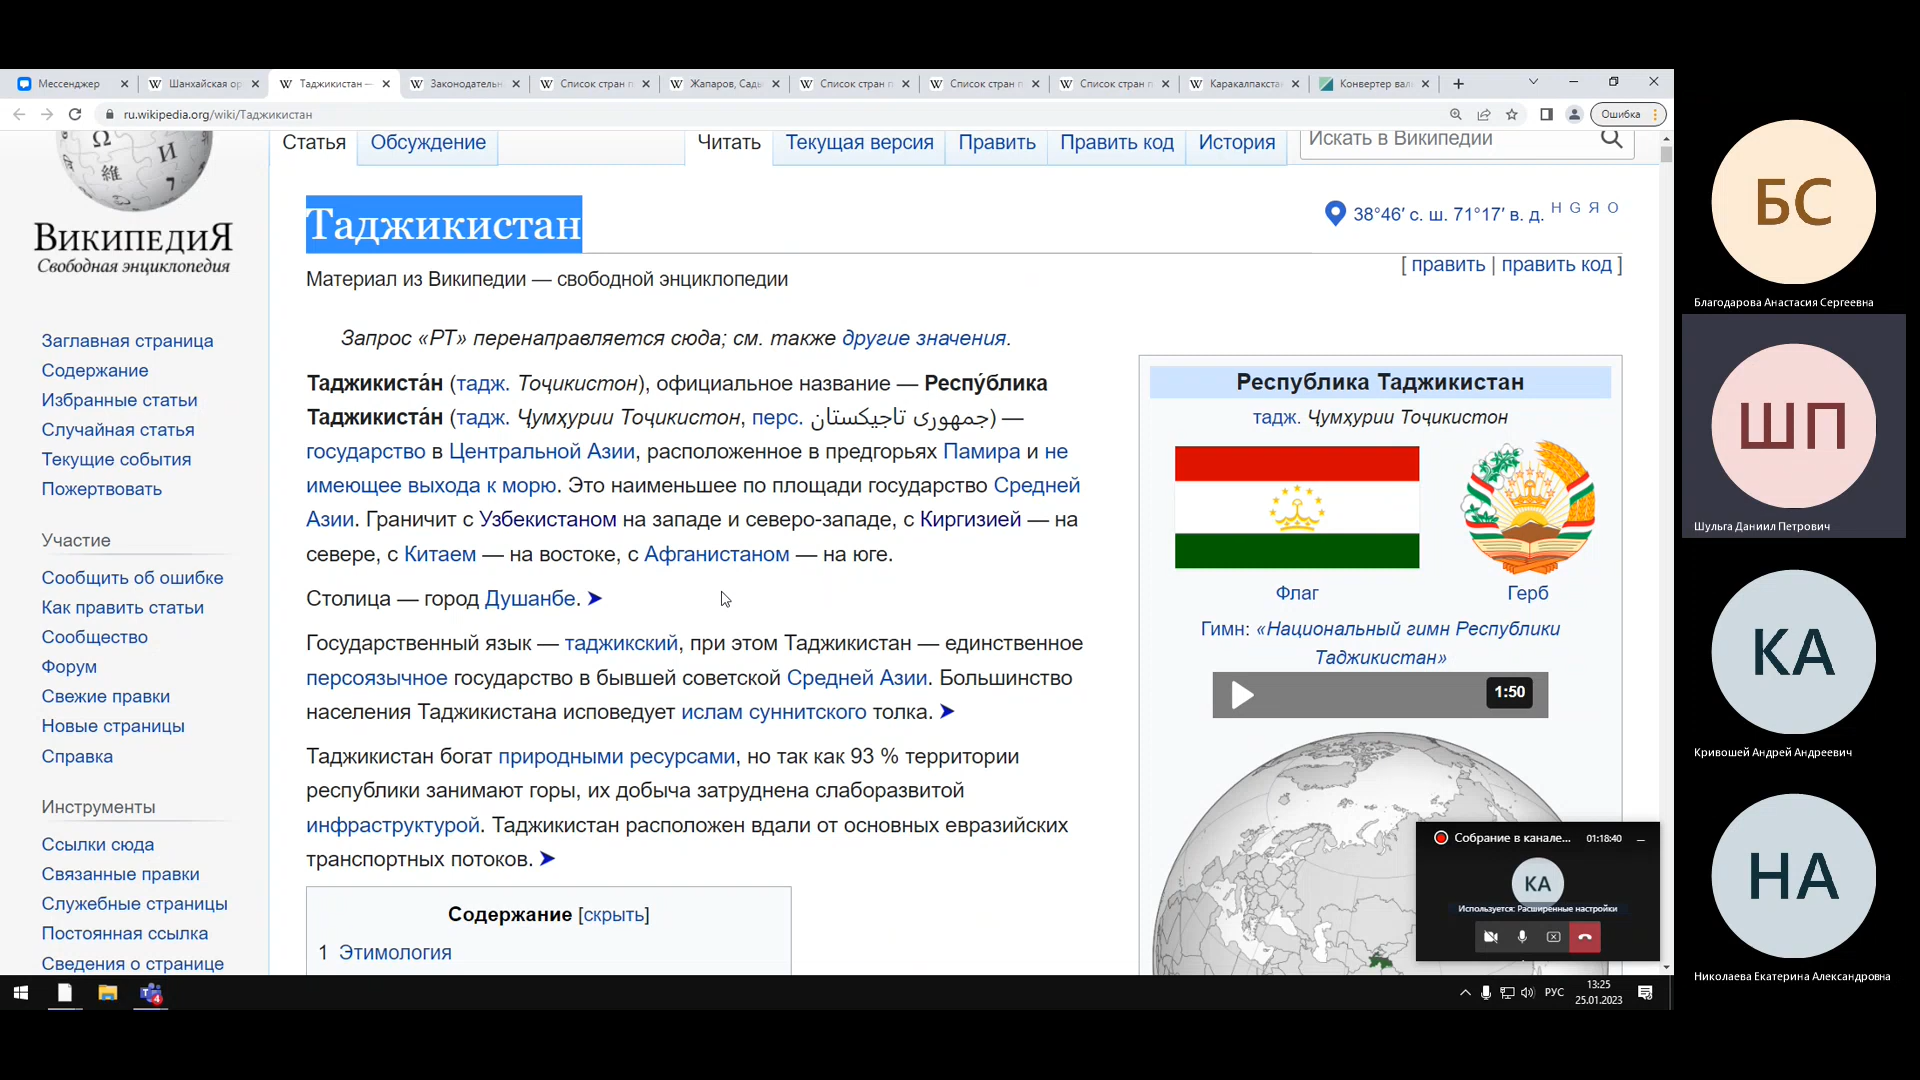 Мессенджер
Шанхайская ор
Таджикистан —
Законодательн
Список стран п
Жапаров, Сады
Список стран п
Список стран п
Список стран п
Каракалпакстан
Конвертер вал
ru.wikipedia.org/wiki/Таджикистан
Ошибка
Статья
Обсуждение
Читать
Текущая версия
Править
Править код
История
Искать в Википедии
Википедия
Свободная энциклопедия
Заглавная страница
Содержание
Избранные статьи
Случайная статья
Текущие события
Пожертвовать
Участие
Сообщить об ошибке
Как править статьи
Сообщество
Форум
Свежие правки
Новые страницы
Справка
Инструменты
Ссылки сюда
Связанные правки
Служебные страницы
Постоянная ссылка
Сведения о странице
Таджикистан
38°46′ с. ш. 71°17′ в. д. H G Я O
[ править | править код ]
Материал из Википедии — свободной энциклопедии
Запрос «РТ» перенаправляется сюда; см. также другие значения.
Таджикиста́н (тадж. Тоҷикистон), официальное название — Респу́блика
Таджикиста́н (тадж. Ҷумҳурии Тоҷикистон, перс. جمهوری تاجیکستان) —
государство в Центральной Азии, расположенное в предгорьях Памира и не
имеющее выхода к морю. Это наименьшее по площади государство Средней
Азии. Граничит с Узбекистаном на западе и северо-западе, с Киргизией — на
севере, с Китаем — на востоке, с Афганистаном — на юге.
Столица — город Душанбе. ➤
Государственный язык — таджикский, при этом Таджикистан — единственное
персоязычное государство в бывшей советской Средней Азии. Большинство
населения Таджикистана исповедует ислам суннитского толка. ➤
Таджикистан богат природными ресурсами, но так как 93 % территории
республики занимают горы, их добыча затруднена слаборазвитой
инфраструктурой. Таджикистан расположен вдали от основных евразийских
транспортных потоков. ➤
Содержание [скрыть]
1 Этимология
Республика Таджикистан
тадж. Ҷумҳурии Тоҷикистон
Флаг
Герб
Гимн: «Национальный гимн Республики
Таджикистан»
1:50
Собрание в канале...
01:18:40
КА
Используется: Расширенные настройки
РУС
13:25
25.01.2023
БС
Благодарова Анастасия Сергеевна
ШП
Шульга Даниил Петрович
КА
Кривошей Андрей Андреевич
НА
Николаева Екатерина Александровна